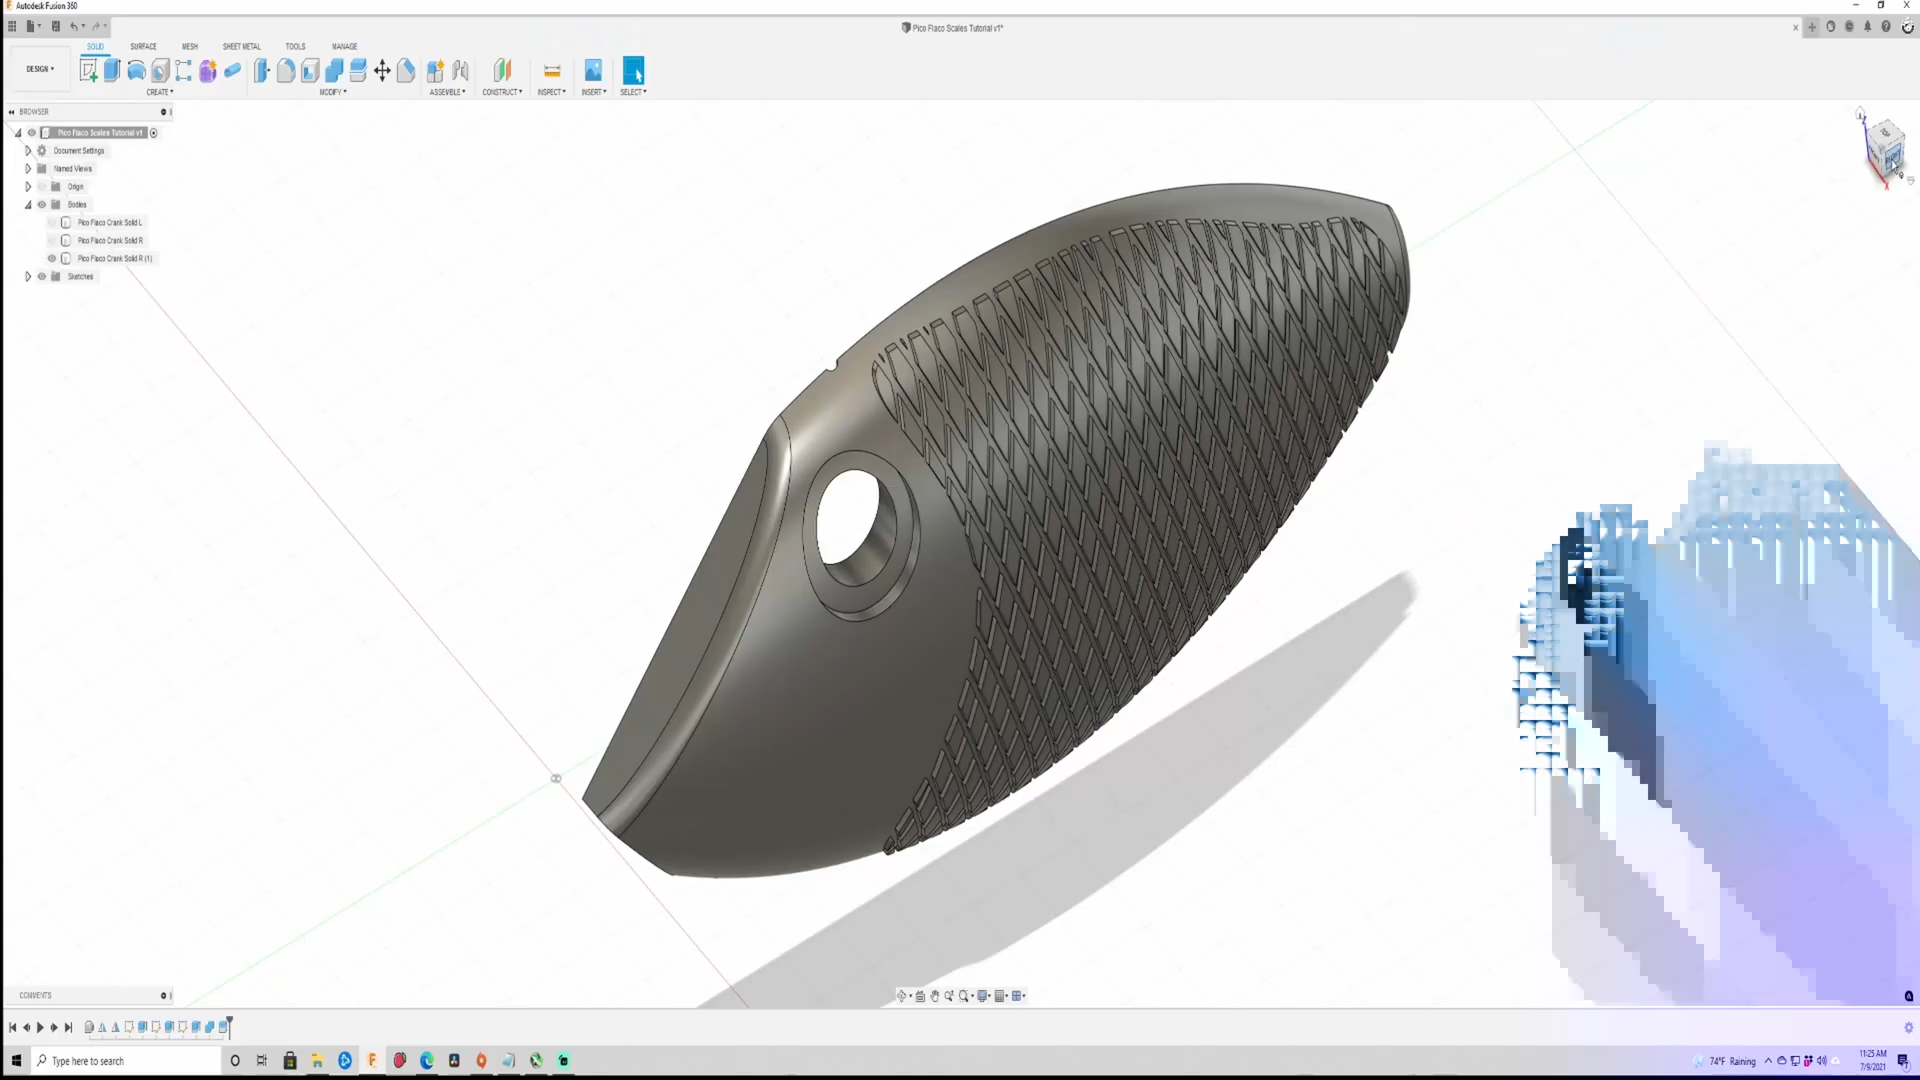 Autodesk Fusion 360
Pico Flaco Scales Tutorial v1*
SOLID
SURFACE
MESH
SHEET METAL
TOOLS
MANAGE
DESIGN
CREATE
MODIFY
ASSEMBLE
CONSTRUCT
INSPECT
INSERT
SELECT
BROWSER
Pico Flaco Scales Tutorial v1
Document Settings
Named Views
Origin
Bodies
Pico Flaco Crank Solid L
Pico Flaco Crank Solid R
Pico Flaco Crank Solid R (1)
Sketches
TOP
RIGHT
Z
X
COMMENTS
Type here to search
74°F Raining
11:25 AM
7/9/2021